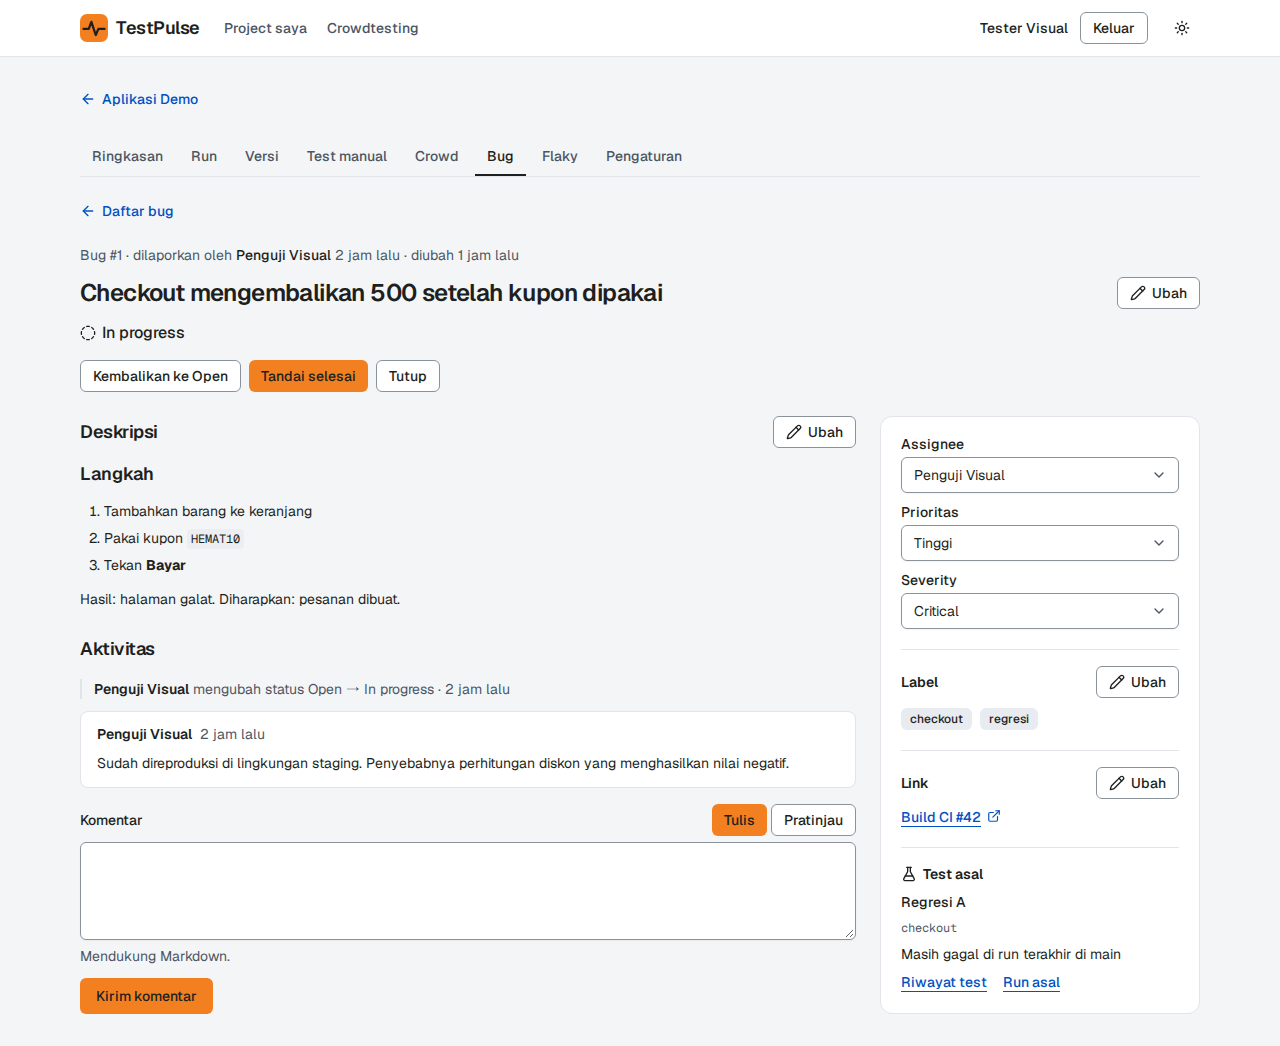 TestPulse Project saya Crowdtesting Tester Visual Keluar
Aplikasi Demo
Ringkasan Run Versi Test manual Crowd Bug Flaky Pengaturan
Daftar bug
Bug #1 · dilaporkan oleh Penguji Visual 2 jam lalu · diubah 1 jam lalu
Checkout mengembalikan 500 setelah kupon dipakai Ubah
In progress
Kembalikan ke Open Tandai selesai Tutup
Deskripsi Ubah
Langkah
1. Tambahkan barang ke keranjang
2. Pakai kupon HEMAT10
3. Tekan Bayar
Hasil: halaman galat. Diharapkan: pesanan dibuat.
Aktivitas
Penguji Visual mengubah status Open → In progress · 2 jam lalu
Penguji Visual 2 jam lalu
Sudah direproduksi di lingkungan staging. Penyebabnya perhitungan diskon yang menghasilkan nilai negatif.
Komentar Tulis Pratinjau
Mendukung Markdown.
Kirim komentar
Assignee
Penguji Visual
Prioritas
Tinggi
Severity
Critical
Label Ubah
checkout regresi
Link Ubah
Build CI #42
Test asal
Regresi A
checkout
Masih gagal di run terakhir di main
Riwayat test Run asal